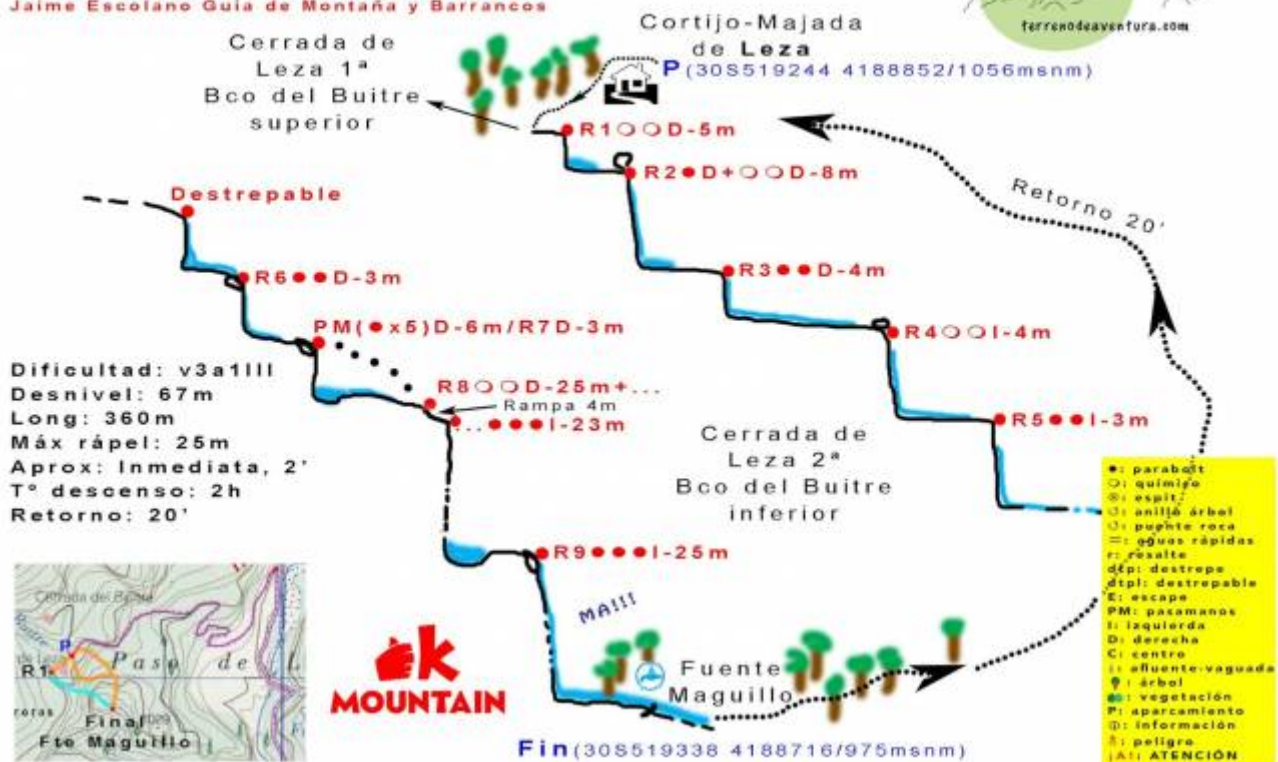 Jaime Escolano Guia de Montaña y Barrancos
terrenodeaventura.com
Cerrada de
Leza 1ª
Bco del Buitre
superior
Cortijo-Majada
de Leza
P(30S519244 4188852/1056msnm)
R1○○D-5m
R2●D+○○D-8m
Retorno 20'
Destrepable
R3●●D-4m
R6●●D-3m
PM(●x5)D-6m/R7D-3m
R4○○I-4m
Dificultad: v3a1III
Desnivel: 67m
Long: 360m
Máx rápel: 25m
Aprox: Inmediata, 2'
Tº descenso: 2h
Retorno: 20'
R8○○D-25m+...
Rampa 4m
...●●●I-23m
R5●●I-3m
Cerrada de
Leza 2ª
Bco del Buitre
inferior
R9●●●I-25m
MA!!!
Fuente
Maguillo
Fin(30S519338 4188716/975msnm)
ok
MOUNTAIN
Cerrada del Buitre
P
R1
Paso de L
roras
Final
Fte Maguillo
●: parabolt
○: químico
: espit
: anillo árbol
: puente roca
=: aguas rápidas
r: resalte
dtp: destrepe
dtpl: destrepable
E: escape
PM: pasamanos
I: izquierda
D: derecha
C: centro
:: afluente-vaguada
: árbol
: vegetación
P: aparcamiento
: información
: peligro
¡A!: ATENCIÓN